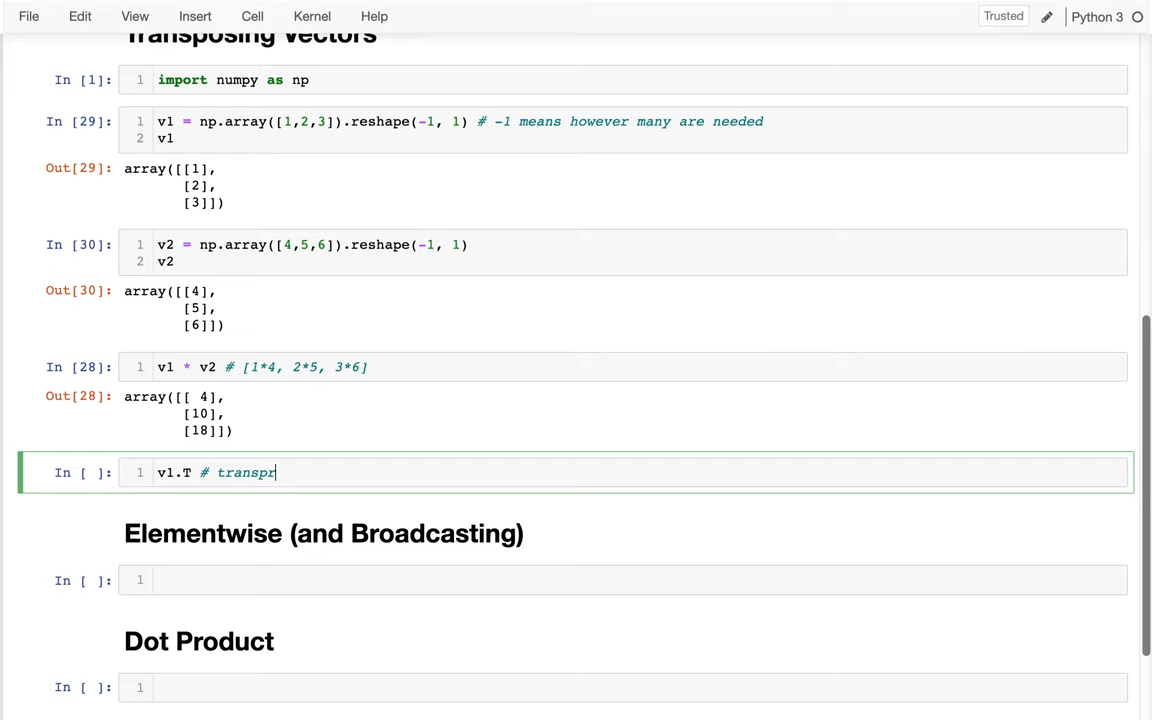 File Edit View Insert Cell Kernel Help Trusted Python 3
Transposing Vectors
In [1]: 1 import numpy as np
In [29]: 1 v1 = np.array([1,2,3]).reshape(-1, 1) # -1 means however many are needed
2 v1
Out[29]: array([[1],
[2],
[3]])
In [30]: 1 v2 = np.array([4,5,6]).reshape(-1, 1)
2 v2
Out[30]: array([[4],
[5],
[6]])
In [28]: 1 v1 * v2 # [1*4, 2*5, 3*6]
Out[28]: array([[ 4],
[10],
[18]])
In [ ]: 1 v1.T # transpr
Elementwise (and Broadcasting)
In [ ]: 1
Dot Product
In [ ]: 1